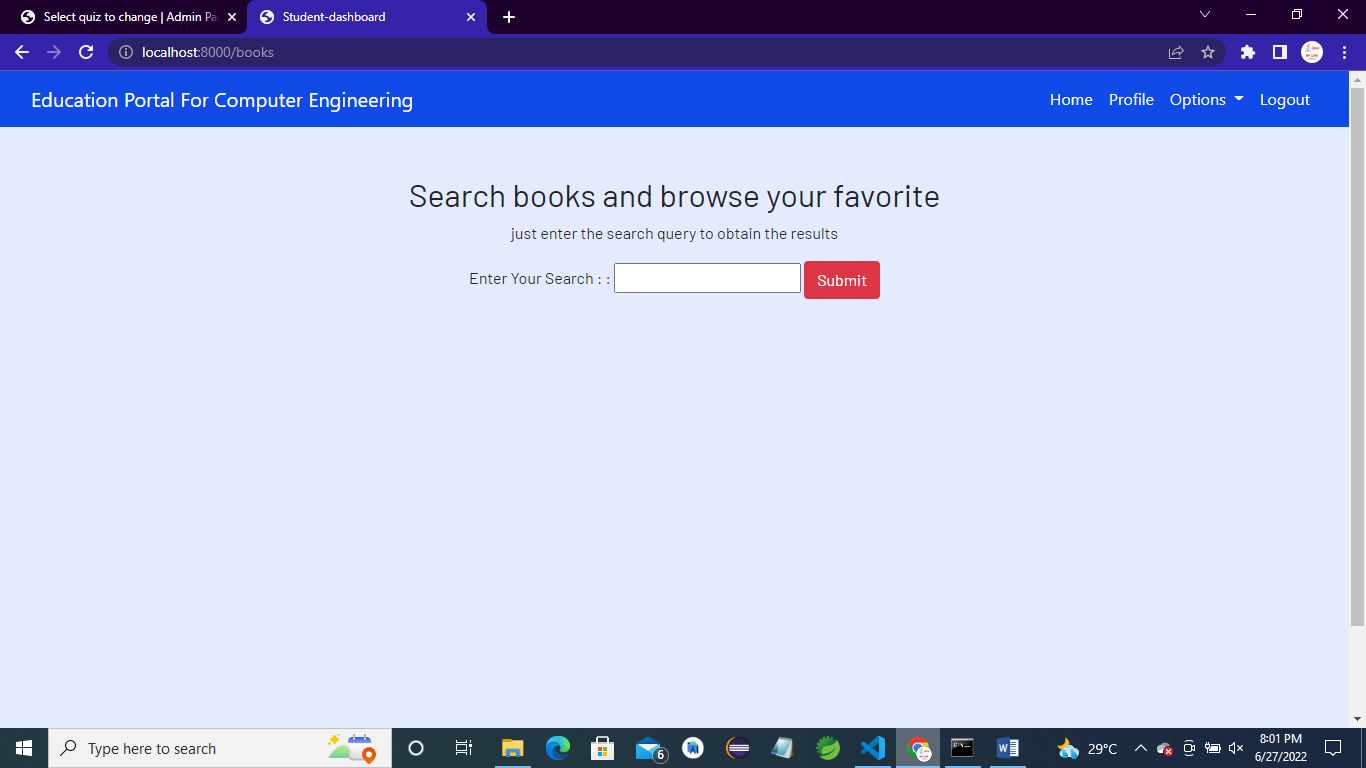 Select quiz to change | Admin Pa
Student-dashboard
localhost:8000/books
Education Portal For Computer Engineering
Home Profile Options Logout
Search books and browse your favorite
just enter the search query to obtain the results
Enter Your Search : :
Submit
Type here to search
6
29°C
8:01 PM
6/27/2022